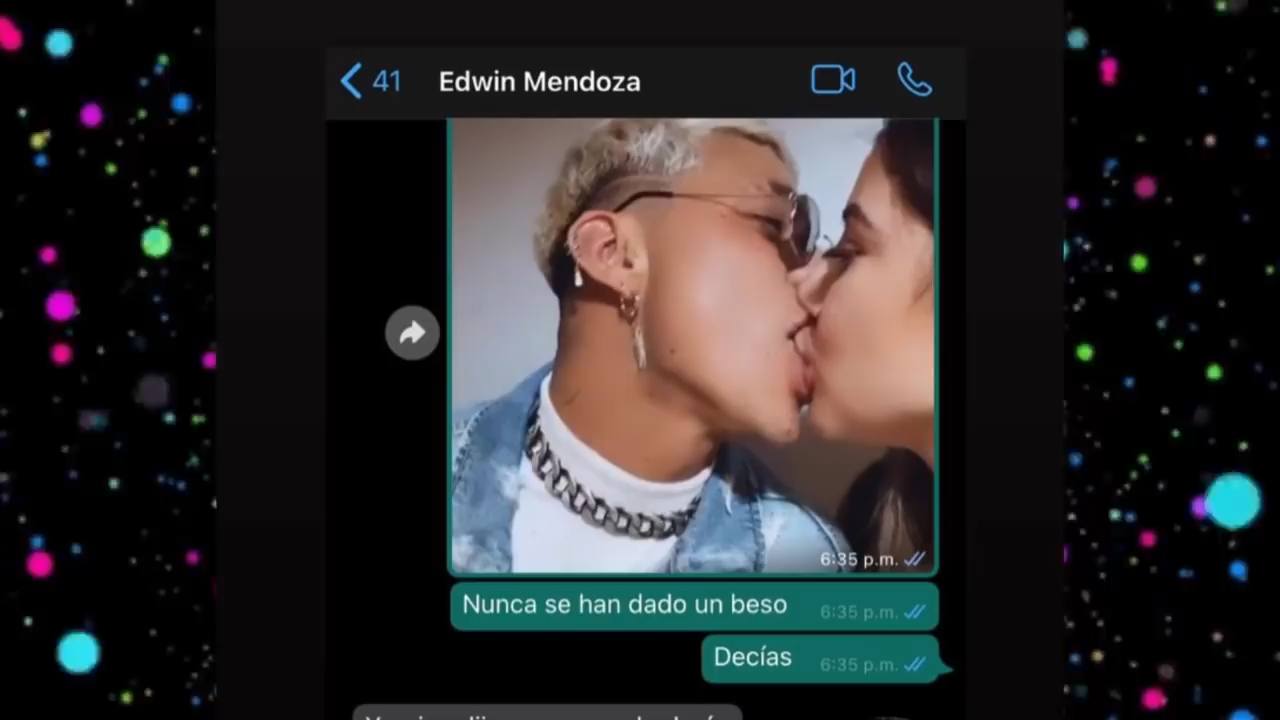 41 Edwin Mendoza
6:35 p.m.
Nunca se han dado un beso 6:35 p.m.
Decías 6:35 p.m.